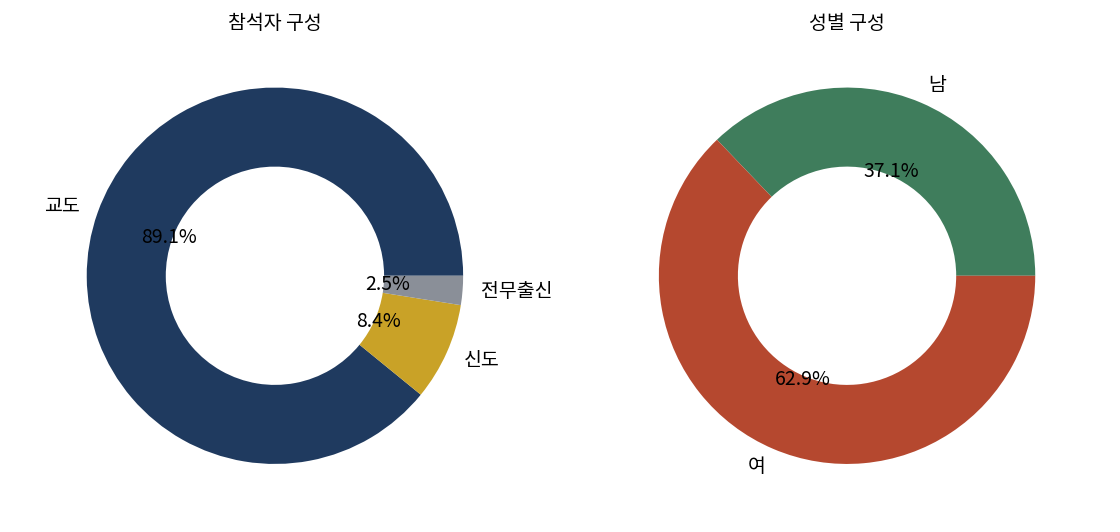 참석자 구성
교도
89.1%
2.5%
전무출신
8.4%
신도
성별 구성
남
37.1%
62.9%
여